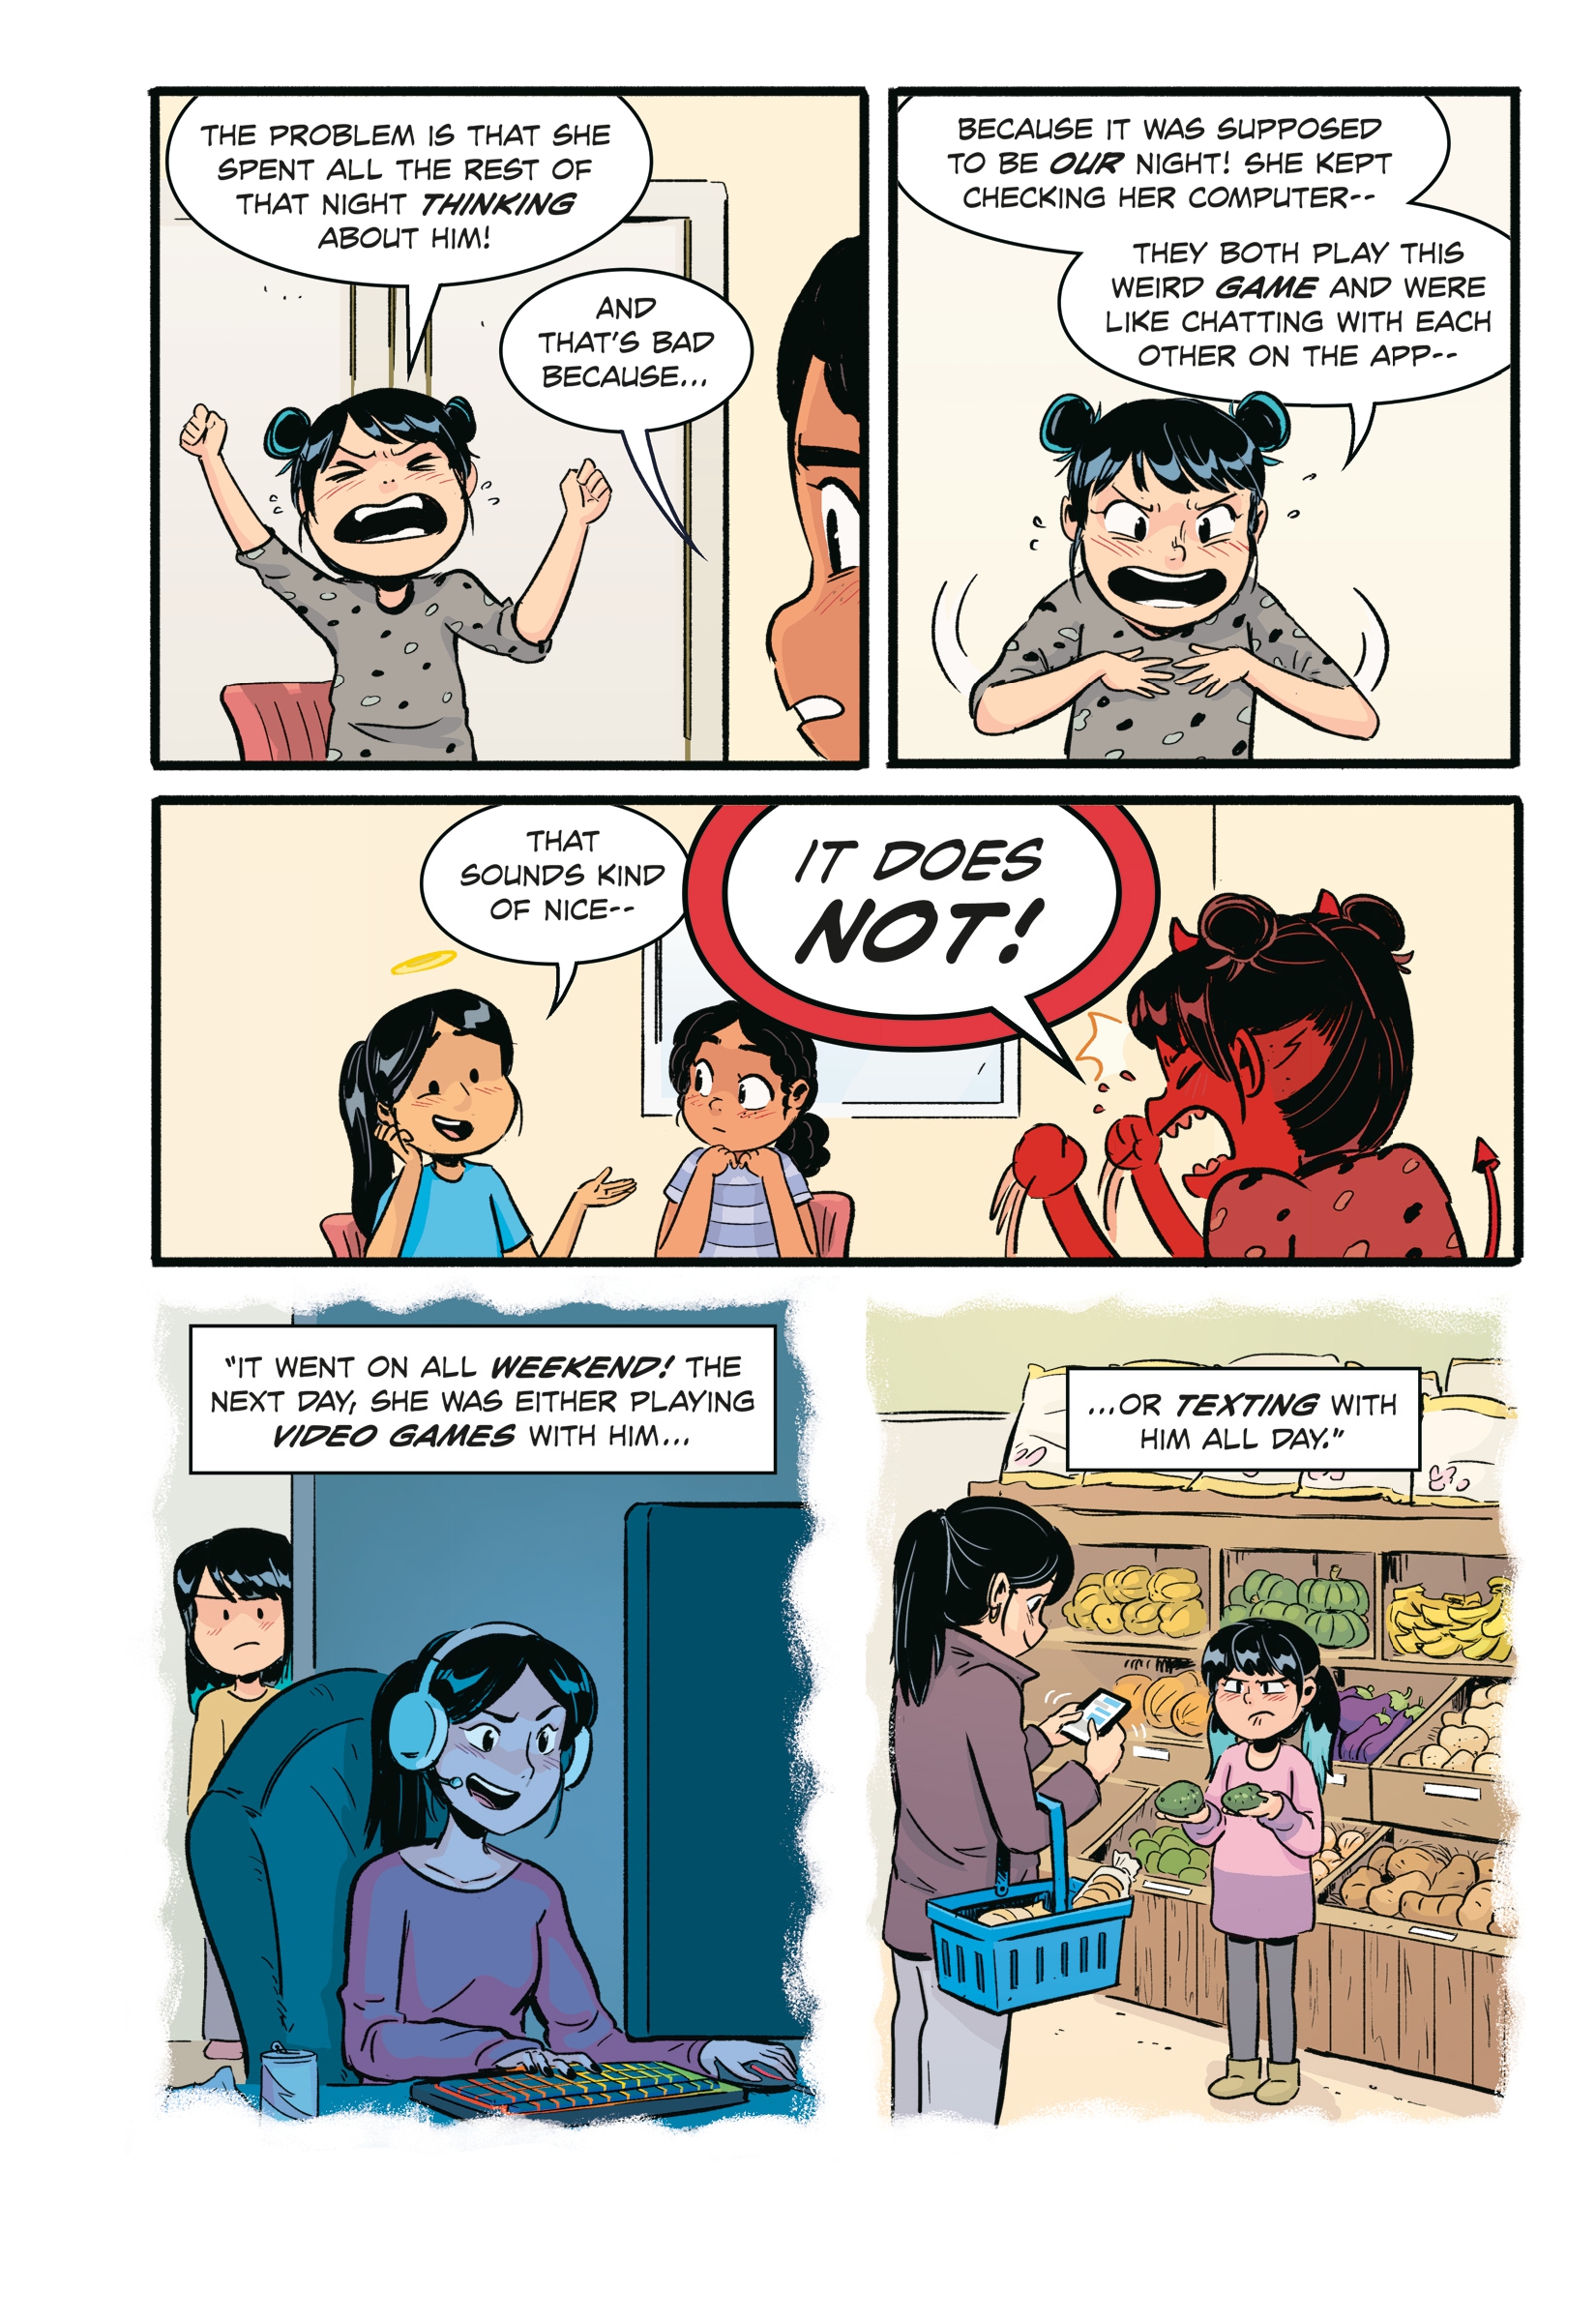 THE PROBLEM IS THAT SHE
SPENT ALL THE REST OF
THAT NIGHT THINKING
ABOUT HIM!
AND
THAT'S BAD
BECAUSE...
BECAUSE IT WAS SUPPOSED
TO BE OUR NIGHT! SHE KEPT
CHECKING HER COMPUTER--
THEY BOTH PLAY THIS
WEIRD GAME AND WERE
LIKE CHATTING WITH EACH
OTHER ON THE APP--
THAT
SOUNDS KIND
OF NICE--
IT DOES
NOT!
"IT WENT ON ALL WEEKEND! THE
NEXT DAY, SHE WAS EITHER PLAYING
VIDEO GAMES WITH HIM...
...OR TEXTING WITH
HIM ALL DAY."